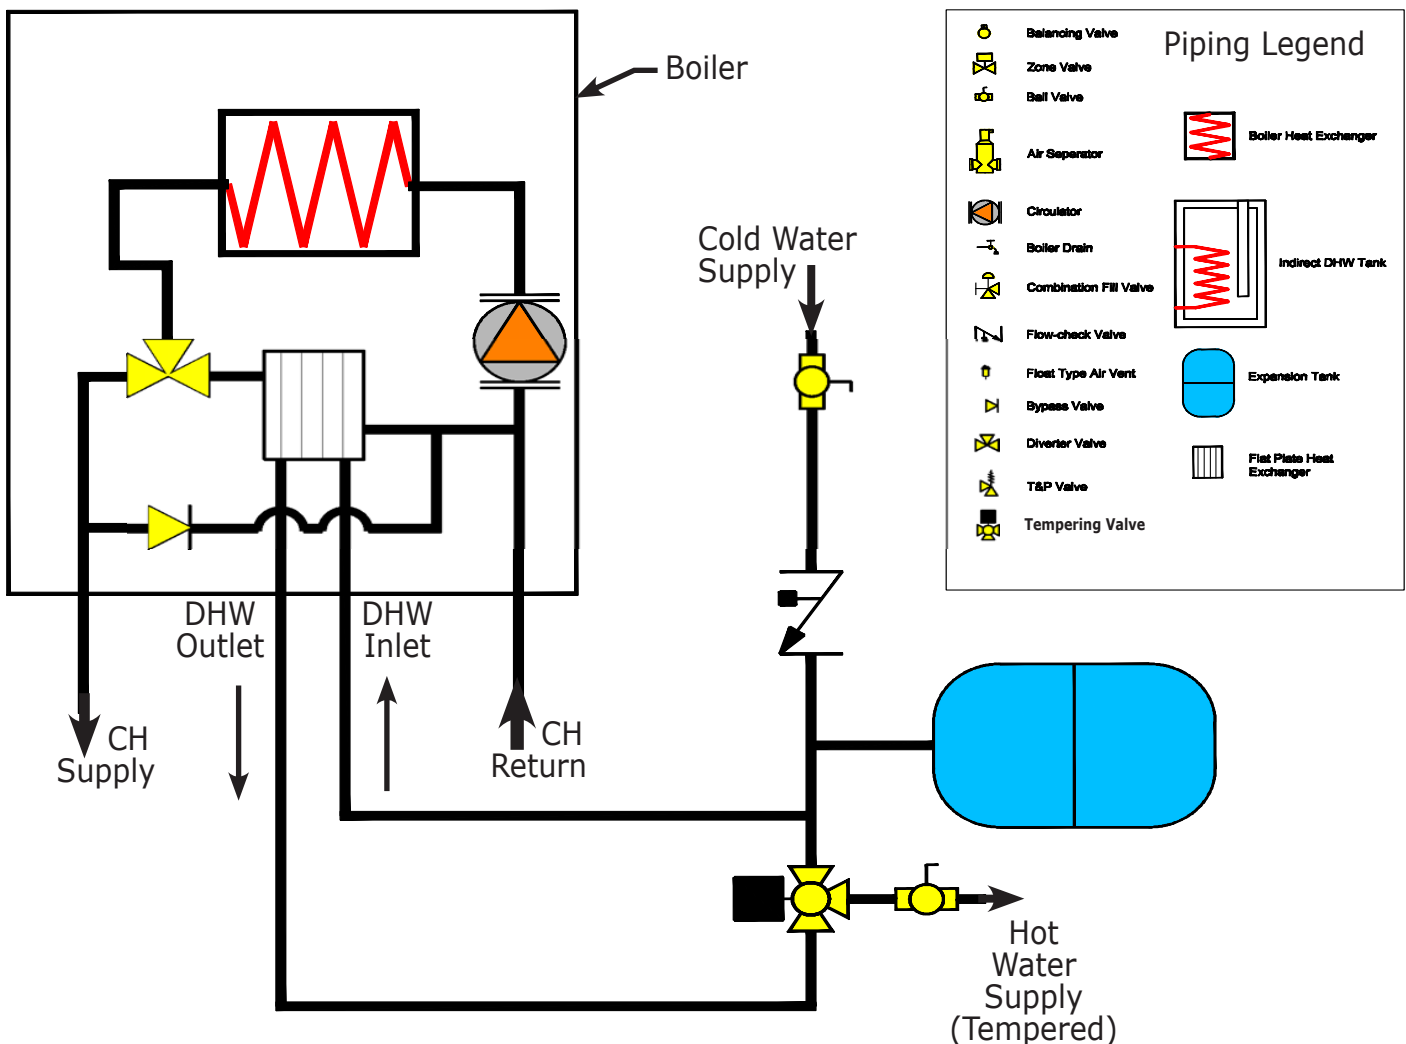 Boiler
Cold Water
Supply
DHW
Outlet
DHW
Inlet
CH
Supply
CH
Return
Hot
Water
Supply
(Tempered)
Piping Legend
Balancing Valve
Zone Valve
Ball Valve
Air Separator
Circulator
Boiler Drain
Combination Fill Valve
Flow-check Valve
Float Type Air Vent
Bypass Valve
Diverter Valve
T&P Valve
Tempering Valve
Boiler Heat Exchanger
Indirect DHW Tank
Expansion Tank
Flat Plate Heat
Exchanger